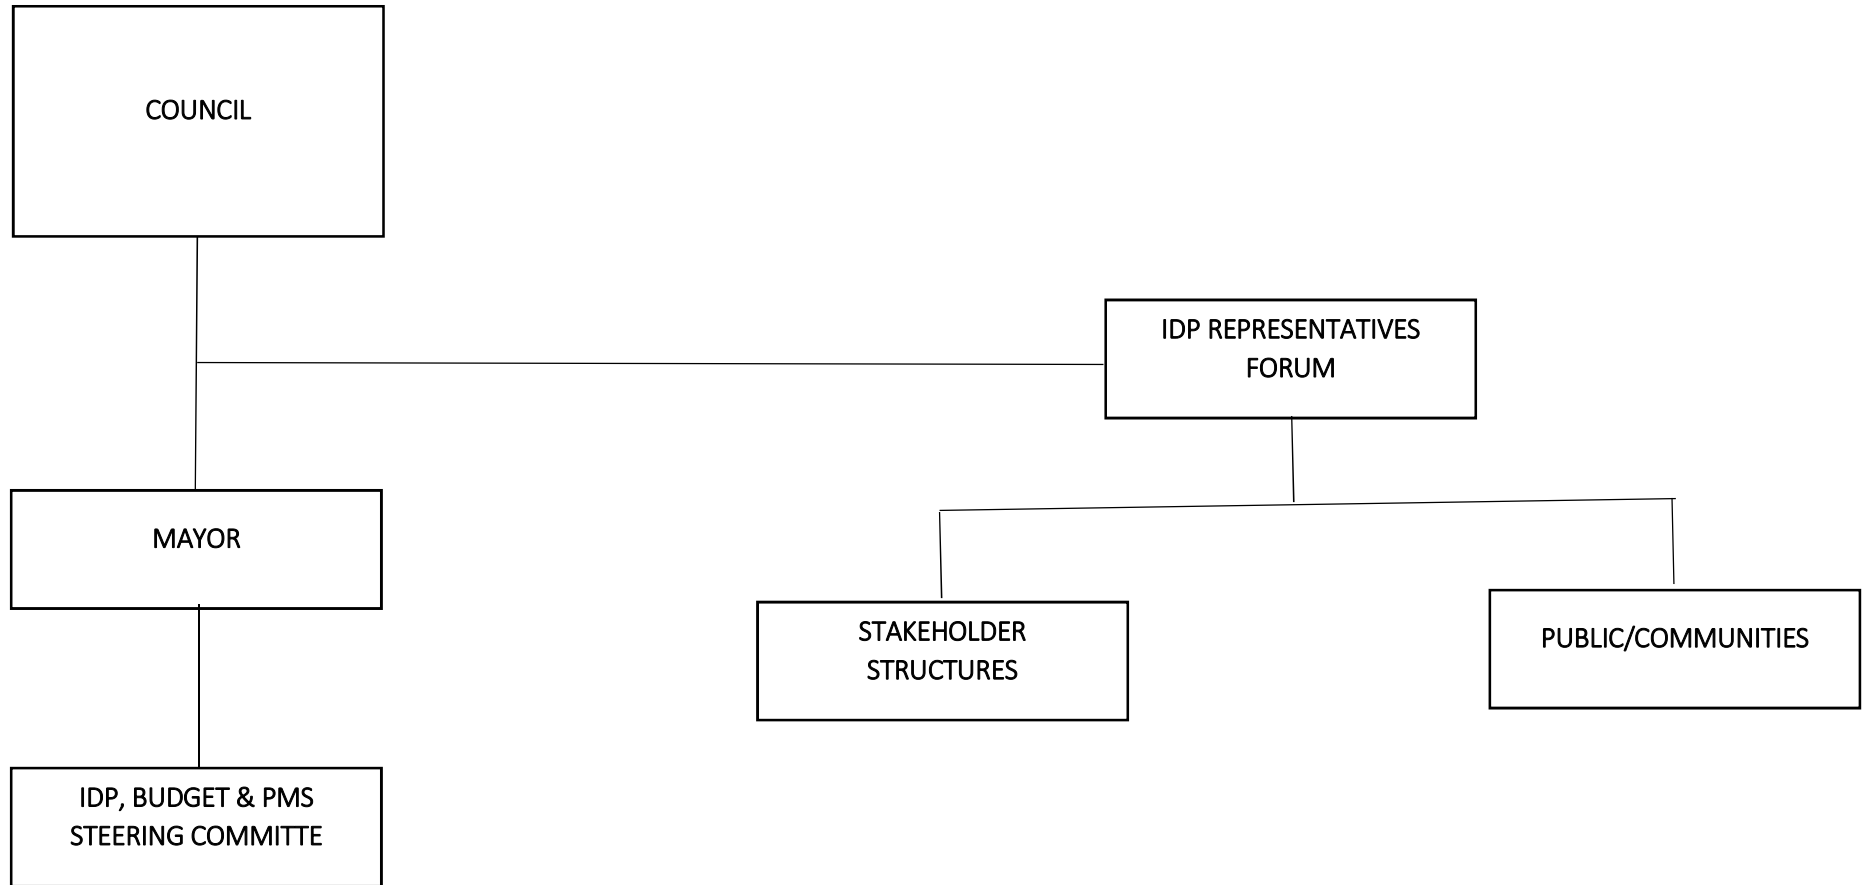 COUNCIL
IDP REPRESENTATIVES
FORUM
MAYOR
STAKEHOLDER
STRUCTURES
PUBLIC/COMMUNITIES
IDP, BUDGET & PMS
STEERING COMMITTE